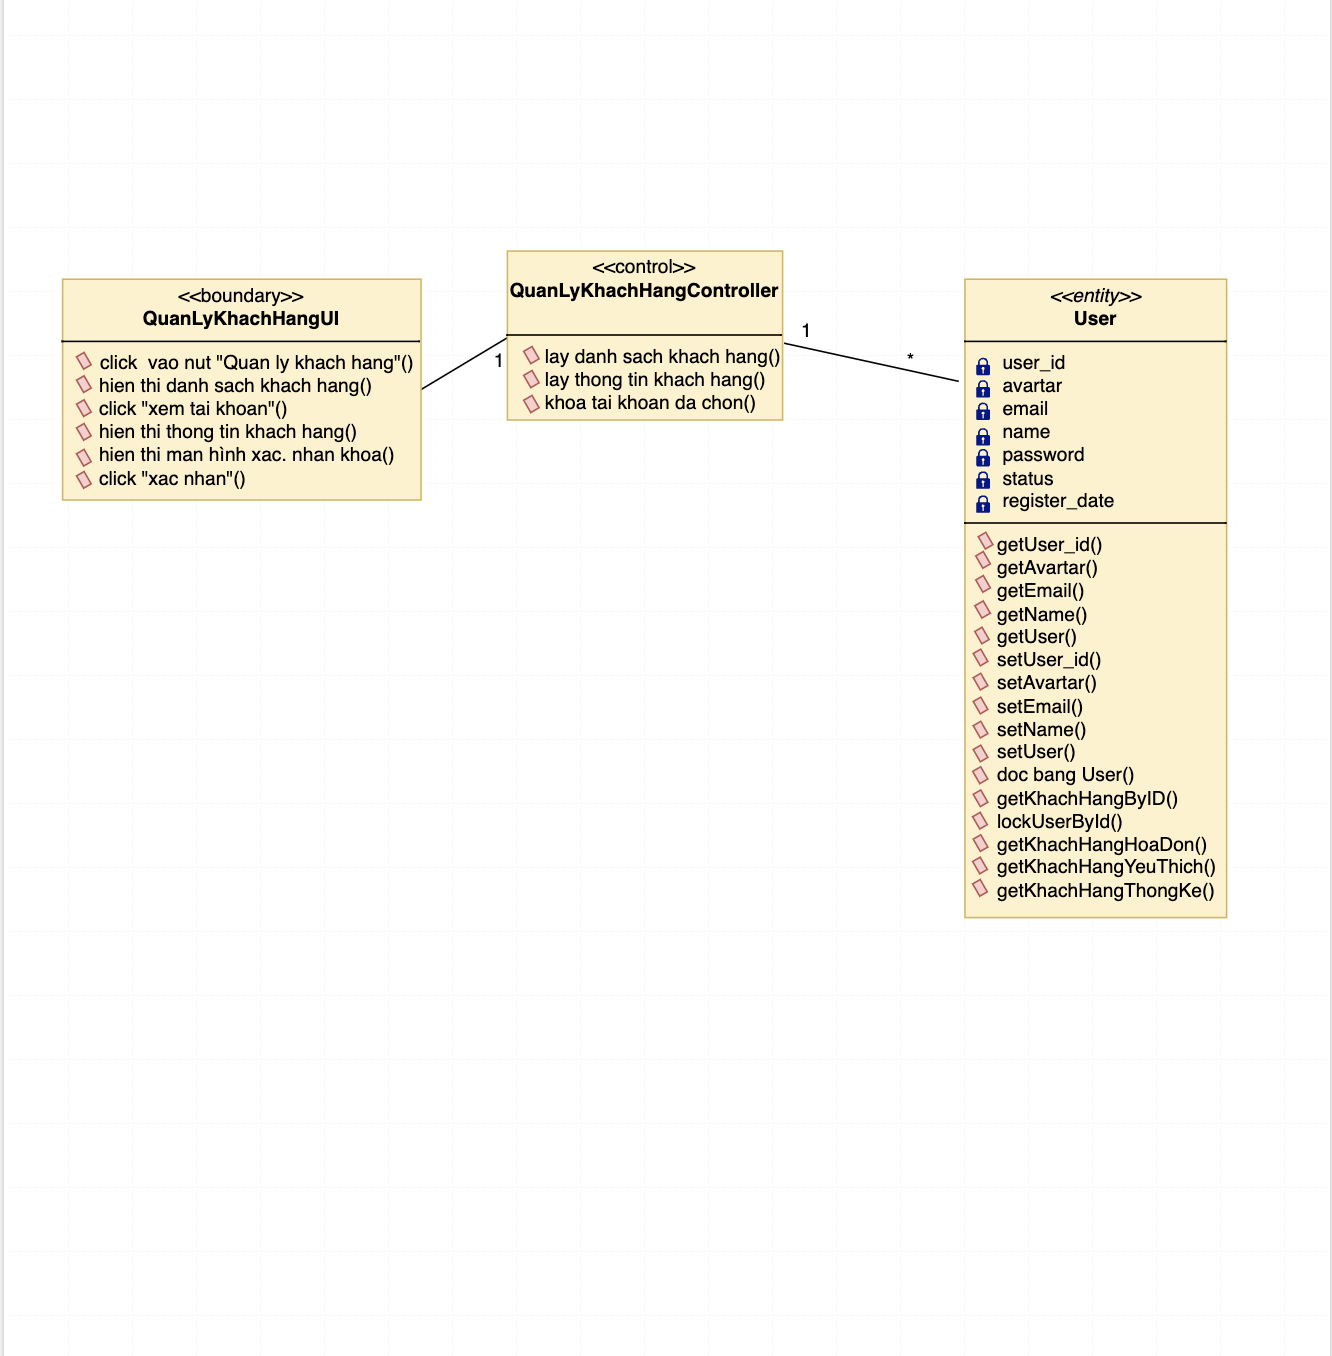 <<boundary>>
QuanLyKhachHangUI
click  vao nut "Quan ly khach hang"()
hien thi danh sach khach hang()
click "xem tai khoan"()
hien thi thong tin khach hang()
hien thi man hình xac. nhan khoa()
click "xac nhan"()
1
<<control>>
QuanLyKhachHangController
lay danh sach khach hang()
lay thong tin khach hang()
khoa tai khoan da chon()
1
*
<<entity>>
User
user_id
avartar
email
name
password
status
register_date
getUser_id()
getAvartar()
getEmail()
getName()
getUser()
setUser_id()
setAvartar()
setEmail()
setName()
setUser()
doc bang User()
getKhachHangByID()
lockUserById()
getKhachHangHoaDon()
getKhachHangYeuThich()
getKhachHangThongKe()